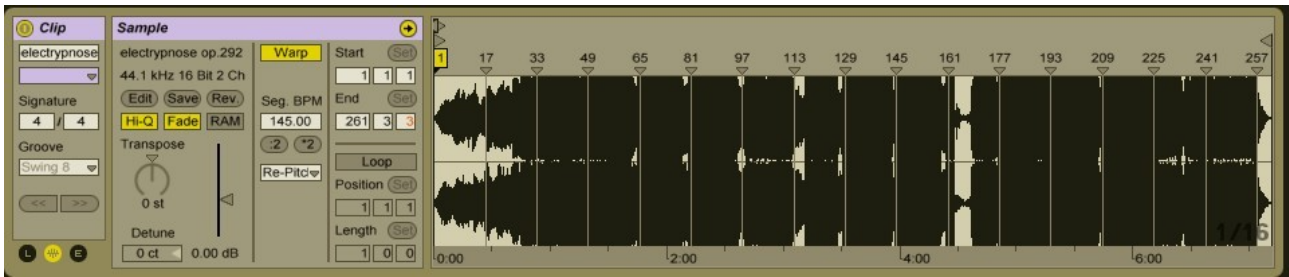 Clip
electrypnose
Signature
4 / 4
Groove
Swing 8
<< >>
L E
Sample
electrypnose op.292
44.1 kHz 16 Bit 2 Ch
Edit Save Rev.
Hi-Q Fade RAM
Transpose
0 st
Detune
0 ct 0.00 dB
Warp
Seg. BPM
145.00
:2 *2
Re-Pitc
Start Set
1 1 1
End Set
261 3 3
Loop
Position Set
1 1 1
Length Set
1 0 0
1 17 33 49 65 81 97 113 129 145 161 177 193 209 225 241 257
1/16
0:00 2:00 4:00 6:00